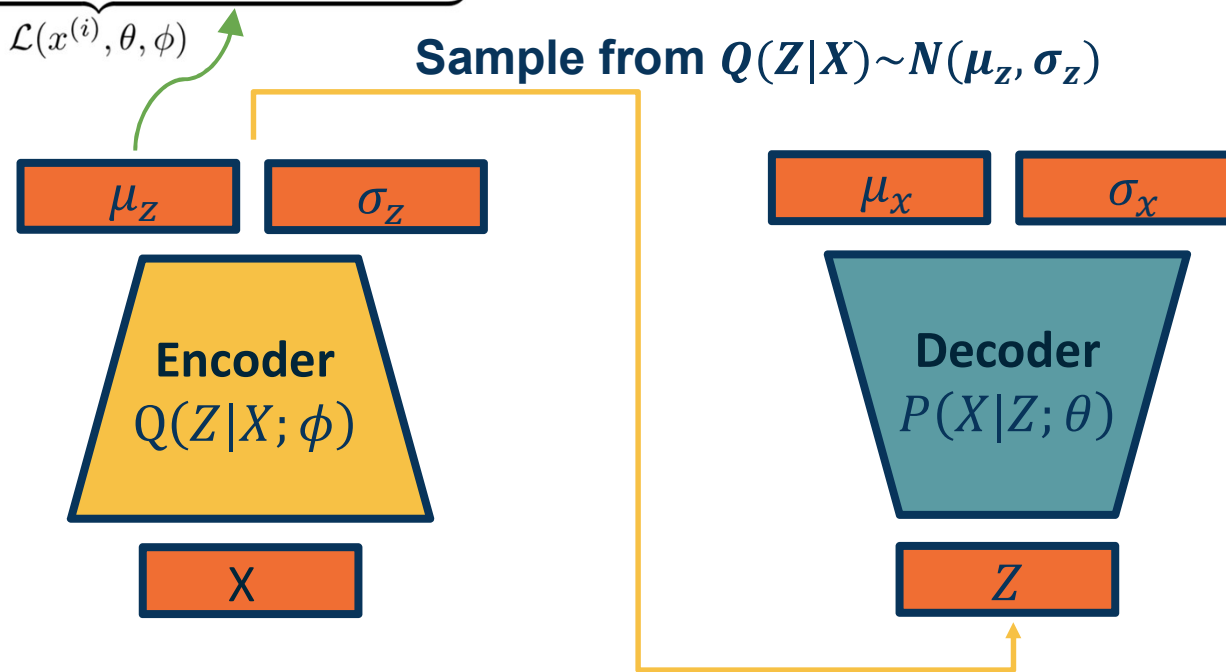 ℒ(x⁽ⁱ⁾, θ, ϕ)
Sample from Q(Z|X)~N(μ_z, σ_z)
μ_z
σ_z
μ_x
σ_x
Encoder
Q(Z|X; ϕ)
Decoder
P(X|Z; θ)
X
Z